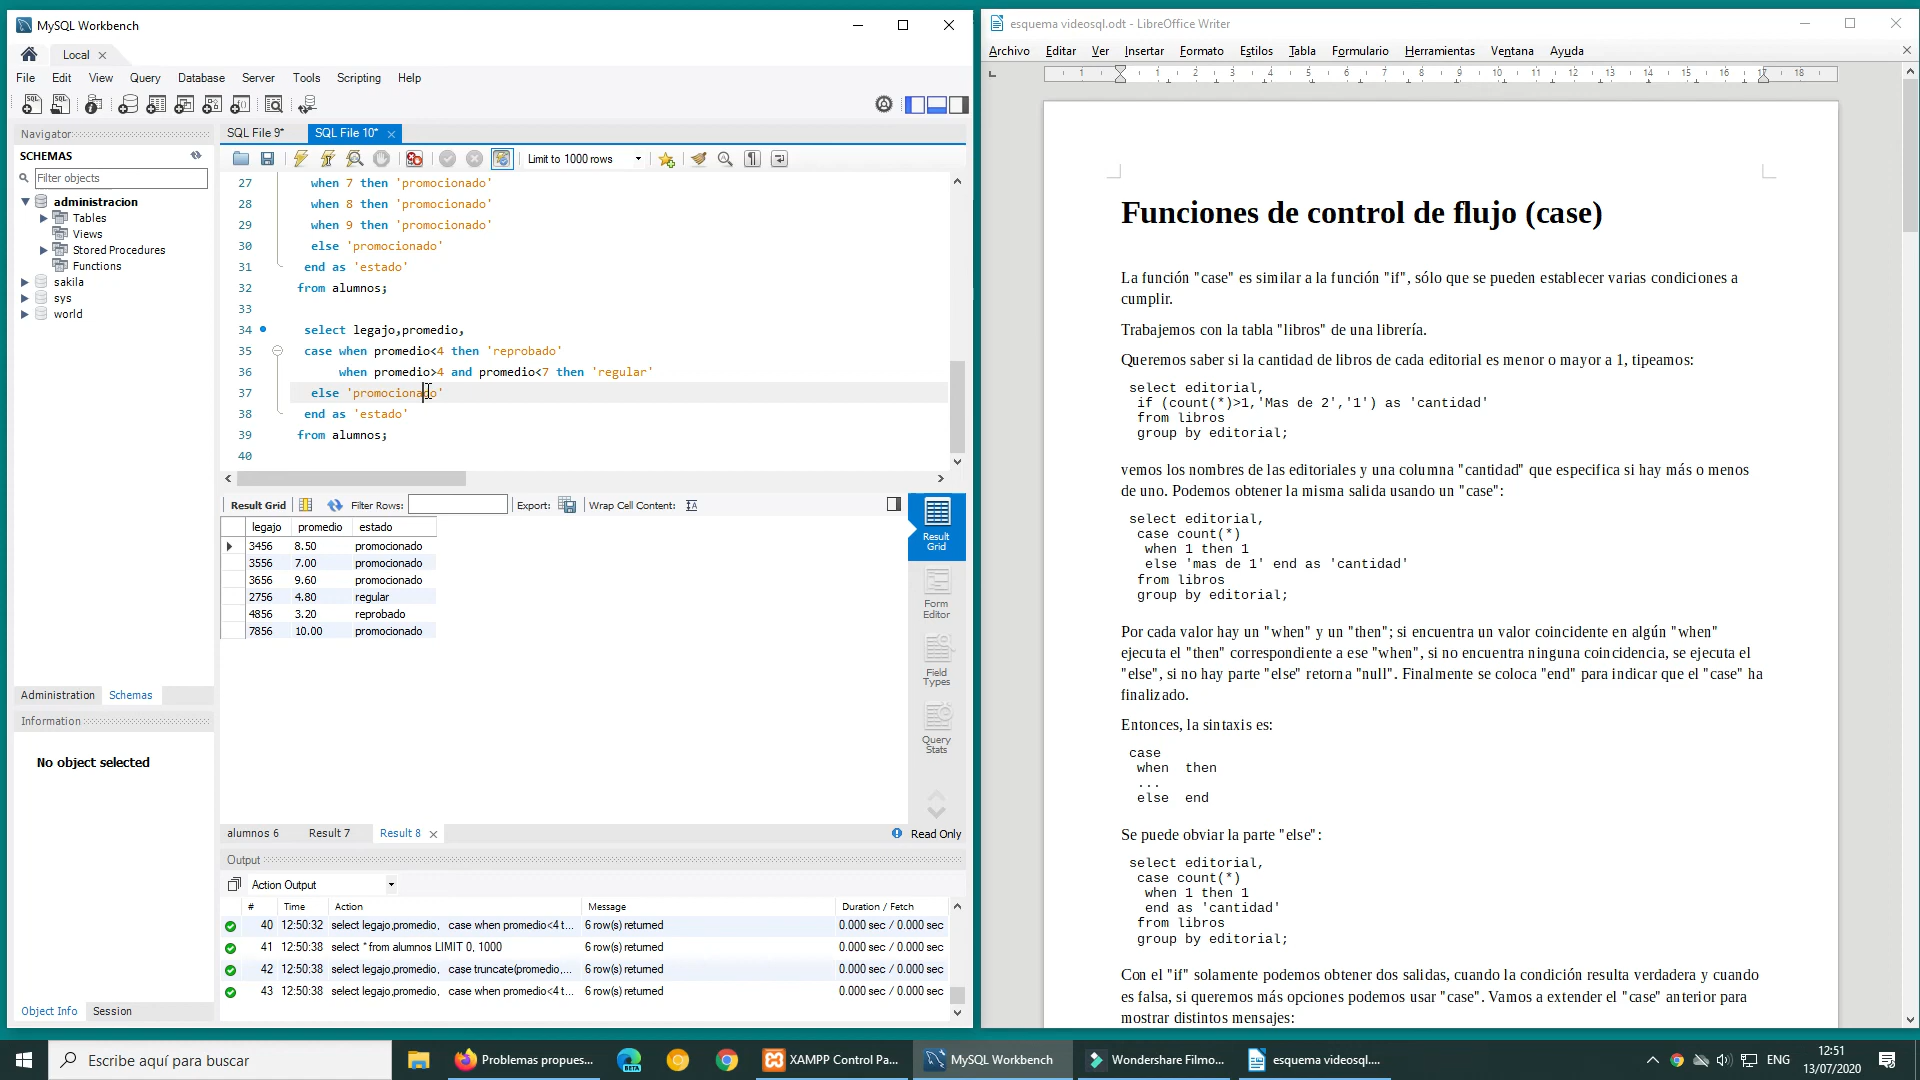 MySQL Workbench
Local
File Edit View Query Database Server Tools Scripting Help
Navigator
SCHEMAS
Filter objects
administracion
Tables
Views
Stored Procedures
Functions
sakila
sys
world
Administration Schemas
Information
No object selected
Object Info Session
SQL File 9* SQL File 10*
Limit to 1000 rows
27 when 7 then 'promocionado'
28 when 8 then 'promocionado'
29 when 9 then 'promocionado'
30 else 'promocionado'
31 end as 'estado'
32 from alumnos;
33
34 select legajo,promedio,
35 case when promedio<4 then 'reprobado'
36 when promedio>4 and promedio<7 then 'regular'
37 else 'promocionado'
38 end as 'estado'
39 from alumnos;
40
Result Grid Filter Rows: Export: Wrap Cell Content:
legajo promedio estado
3456 8.50 promocionado
3556 7.00 promocionado
3656 9.60 promocionado
2756 4.80 regular
4856 3.20 reprobado
7856 10.00 promocionado
Result Grid
Form Editor
Field Types
Query Stats
alumnos 6 Result 7 Result 8 Read Only
Output
Action Output
# Time Action Message Duration / Fetch
40 12:50:32 select legajo,promedio, case when promedio<4 t... 6 row(s) returned 0.000 sec / 0.000 sec
41 12:50:38 select * from alumnos LIMIT 0, 1000 6 row(s) returned 0.000 sec / 0.000 sec
42 12:50:38 select legajo,promedio, case truncate(promedio,... 6 row(s) returned 0.000 sec / 0.000 sec
43 12:50:38 select legajo,promedio, case when promedio<4 t... 6 row(s) returned 0.000 sec / 0.000 sec
esquema videosql.odt - LibreOffice Writer
Archivo Editar Ver Insertar Formato Estilos Tabla Formulario Herramientas Ventana Ayuda
1 1 2 3 4 5 6 7 8 9 10 11 12 13 14 15 16 17 18
Funciones de control de flujo (case)
La función "case" es similar a la función "if", sólo que se pueden establecer varias condiciones a
cumplir.
Trabajemos con la tabla "libros" de una librería.
Queremos saber si la cantidad de libros de cada editorial es menor o mayor a 1, tipeamos:
select editorial,
if (count(*)>1,'Mas de 2','1') as 'cantidad'
from libros
group by editorial;
vemos los nombres de las editoriales y una columna "cantidad" que especifica si hay más o menos
de uno. Podemos obtener la misma salida usando un "case":
select editorial,
case count(*)
when 1 then 1
else 'mas de 1' end as 'cantidad'
from libros
group by editorial;
Por cada valor hay un "when" y un "then"; si encuentra un valor coincidente en algún "when"
ejecuta el "then" correspondiente a ese "when", si no encuentra ninguna coincidencia, se ejecuta el
"else", si no hay parte "else" retorna "null". Finalmente se coloca "end" para indicar que el "case" ha
finalizado.
Entonces, la sintaxis es:
case
when then
...
else end
Se puede obviar la parte "else":
select editorial,
case count(*)
when 1 then 1
end as 'cantidad'
from libros
group by editorial;
Con el "if" solamente podemos obtener dos salidas, cuando la condición resulta verdadera y cuando
es falsa, si queremos más opciones podemos usar "case". Vamos a extender el "case" anterior para
mostrar distintos mensajes:
Escribe aquí para buscar
Problemas propues...
BETA
XAMPP Control Pa...
MySQL Workbench
Wondershare Filmo...
esquema videosql....
ENG
12:51
13/07/2020